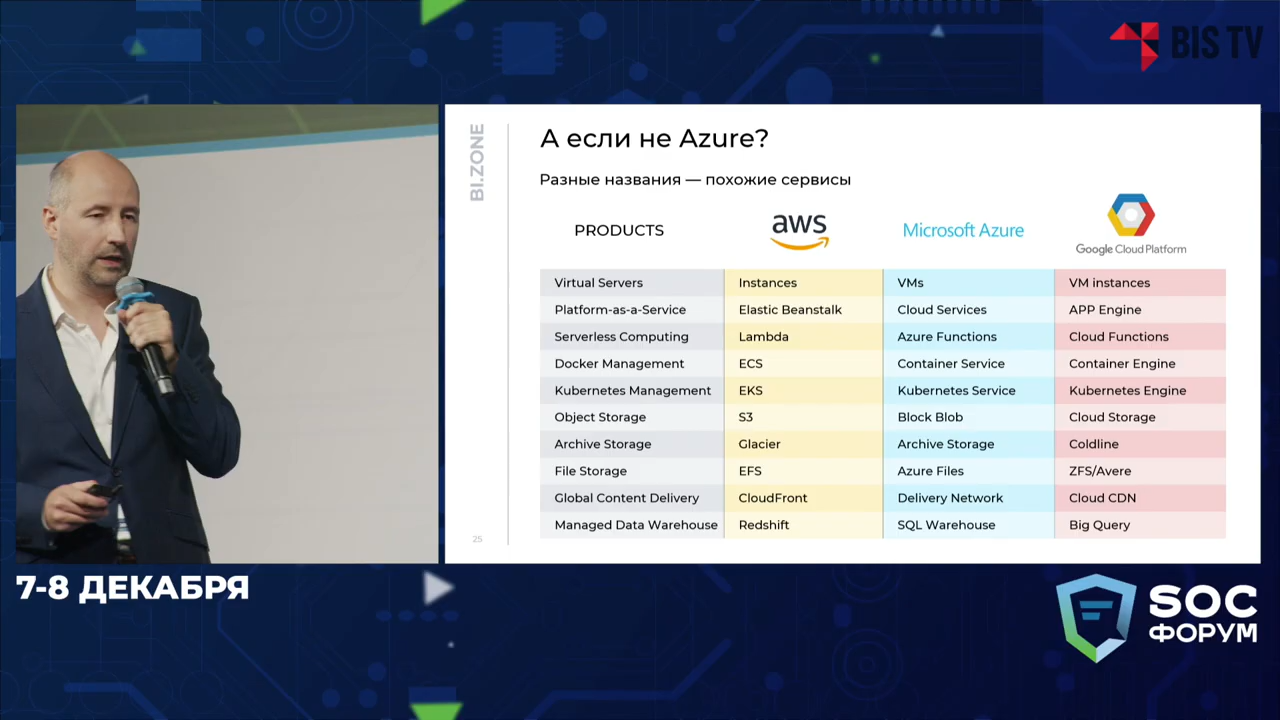 BIS TV
BI.ZONE
А если не Azure?
Разные названия — похожие сервисы
PRODUCTS
aws
Microsoft Azure
Google Cloud Platform
Virtual Servers Instances VMs VM instances
Platform-as-a-Service Elastic Beanstalk Cloud Services APP Engine
Serverless Computing Lambda Azure Functions Cloud Functions
Docker Management ECS Container Service Container Engine
Kubernetes Management EKS Kubernetes Service Kubernetes Engine
Object Storage S3 Block Blob Cloud Storage
Archive Storage Glacier Archive Storage Coldline
File Storage EFS Azure Files ZFS/Avere
Global Content Delivery CloudFront Delivery Network Cloud CDN
Managed Data Warehouse Redshift SQL Warehouse Big Query
25
7-8 ДЕКАБРЯ
SOC
ФОРУМ